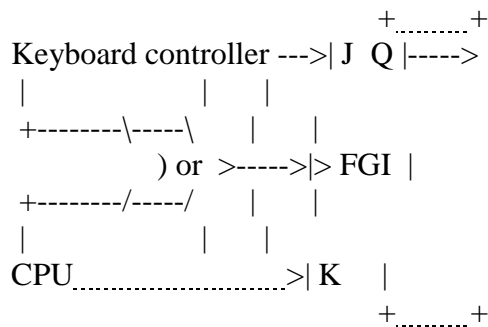 +.............+
Keyboard controller --->| J Q |----->
| | |
+--------\-----\ | |
) or >----->|> FGI |
+--------/-----/ | |
| | |
CPU.........................................>| K |
+.............+